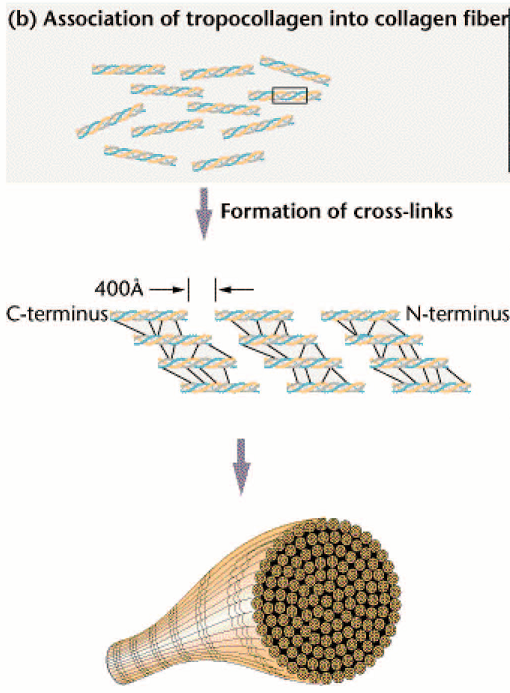 (b) Association of tropocollagen into collagen fiber
Formation of cross-links
400Å
C-terminus
N-terminus